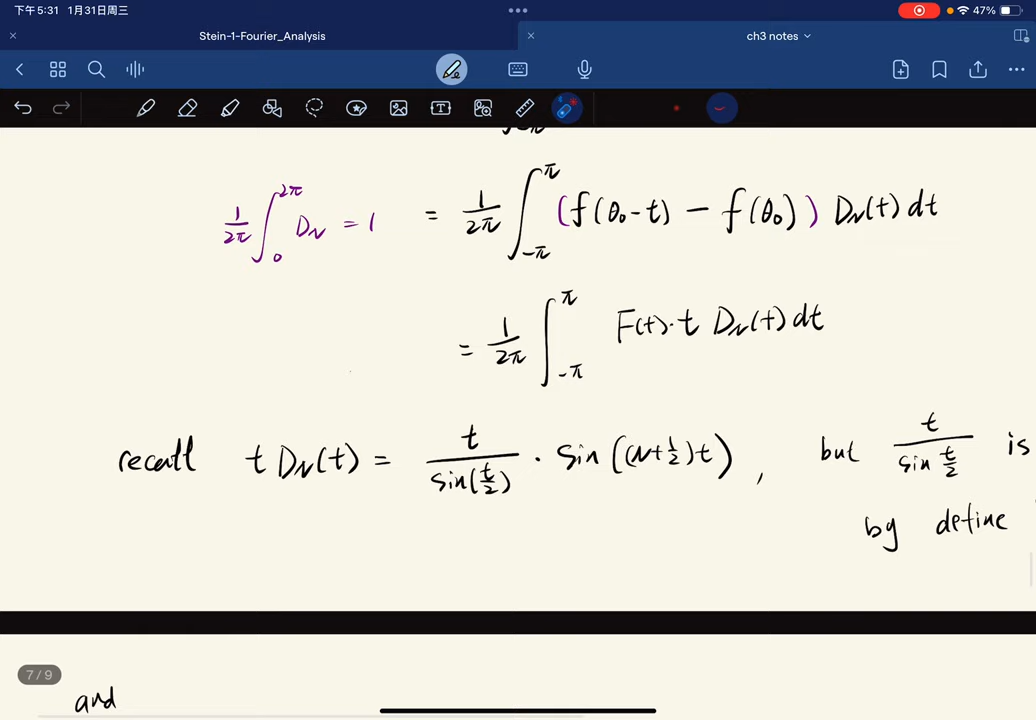 下午5:31 1月31日周三
47%
Stein-1-Fourier_Analysis
ch3 notes
1/2π ∫_0^{2π} D_N = 1
= 1/2π ∫_{-π}^{π} (f(θ₀-t) - f(θ₀)) D_N(t) dt
= 1/2π ∫_{-π}^{π} F(t)·t D_N(t) dt
recall t D_N(t) = t/sin(t/2) · sin((N+1/2)t), but t/sin t/2 is
by define
7 / 9
and